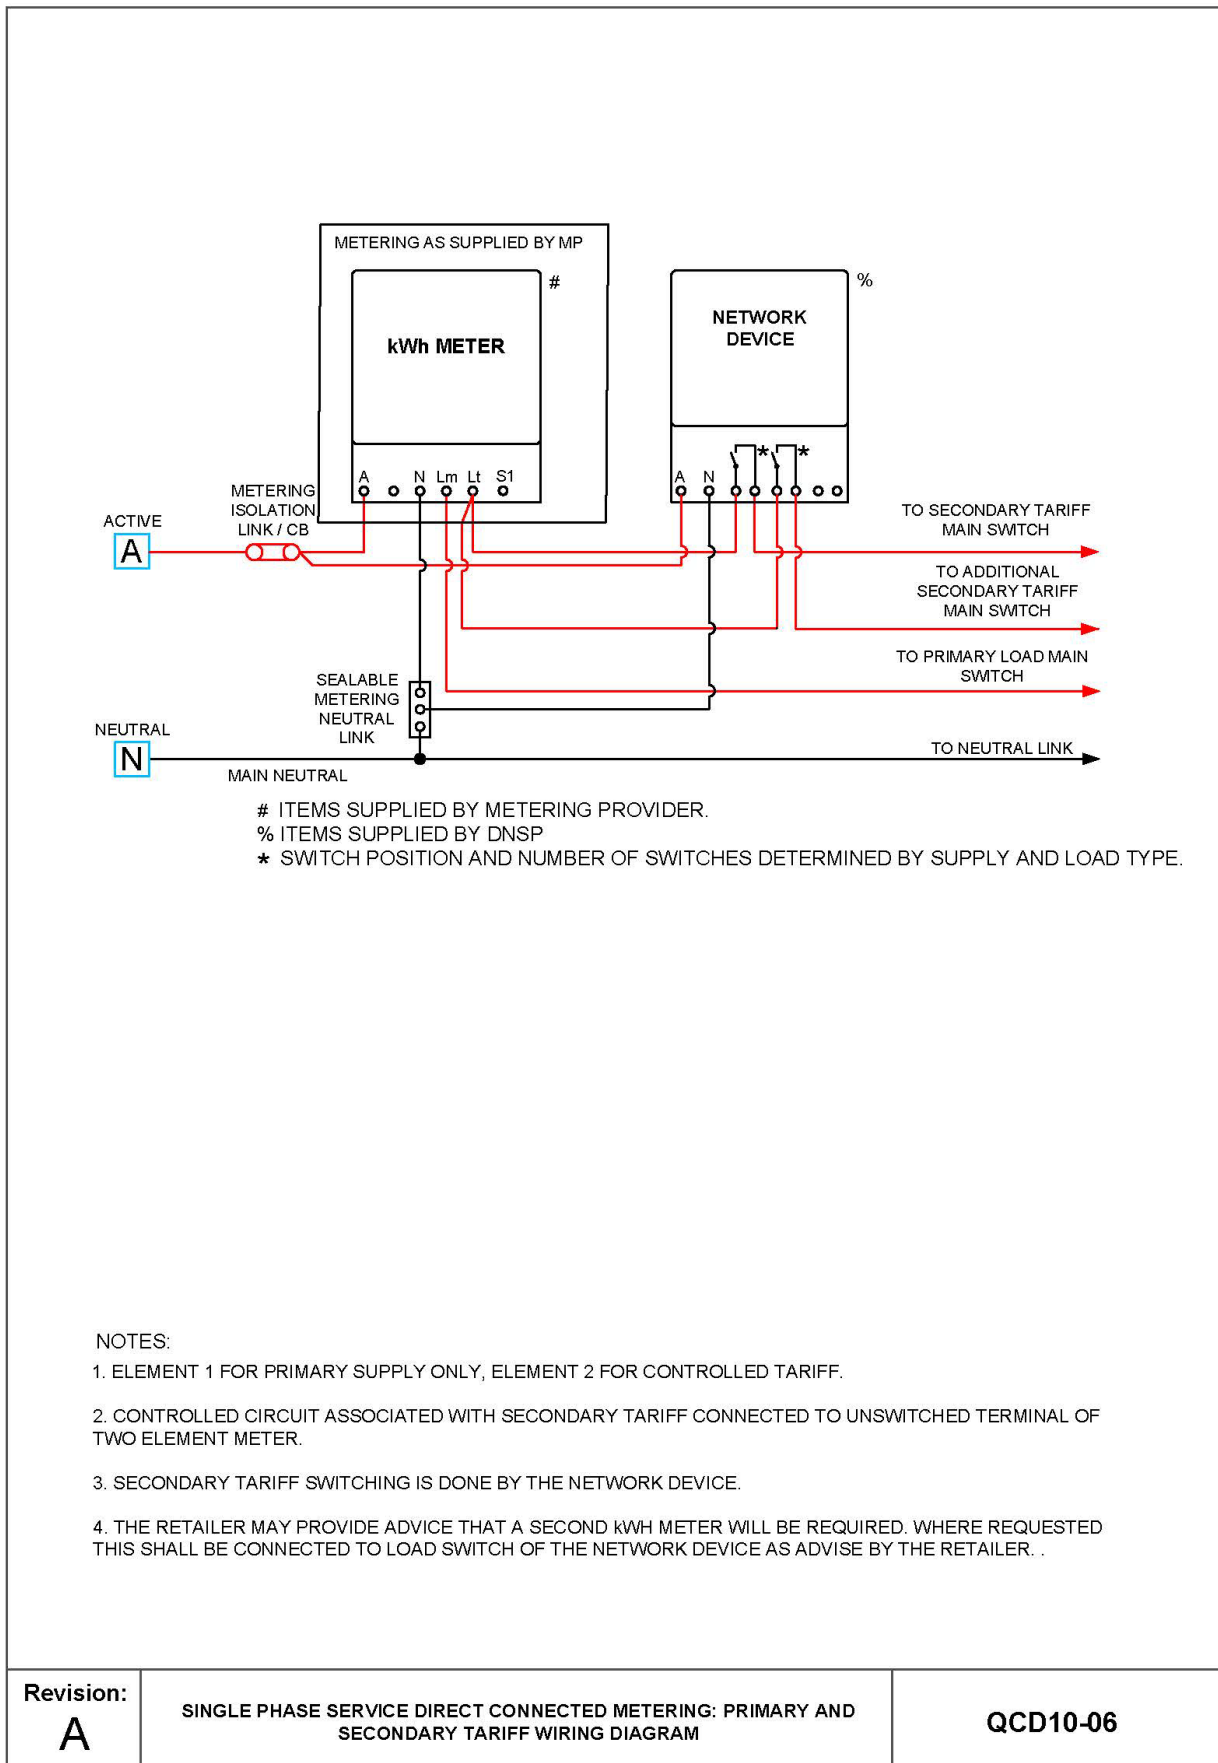 METERING AS SUPPLIED BY MP
#
%
kWh METER
NETWORK
DEVICE
* *
A N Lm Lt S1
A N
METERING
ISOLATION
LINK / CB
ACTIVE
A
TO SECONDARY TARIFF
MAIN SWITCH
TO ADDITIONAL
SECONDARY TARIFF
MAIN SWITCH
TO PRIMARY LOAD MAIN
SWITCH
SEALABLE
METERING
NEUTRAL
LINK
NEUTRAL
N
MAIN NEUTRAL
TO NEUTRAL LINK
# ITEMS SUPPLIED BY METERING PROVIDER.
% ITEMS SUPPLIED BY DNSP
* SWITCH POSITION AND NUMBER OF SWITCHES DETERMINED BY SUPPLY AND LOAD TYPE.
NOTES:
1. ELEMENT 1 FOR PRIMARY SUPPLY ONLY, ELEMENT 2 FOR CONTROLLED TARIFF.
2. CONTROLLED CIRCUIT ASSOCIATED WITH SECONDARY TARIFF CONNECTED TO UNSWITCHED TERMINAL OF
TWO ELEMENT METER.
3. SECONDARY TARIFF SWITCHING IS DONE BY THE NETWORK DEVICE.
4. THE RETAILER MAY PROVIDE ADVICE THAT A SECOND kWH METER WILL BE REQUIRED. WHERE REQUESTED
THIS SHALL BE CONNECTED TO LOAD SWITCH OF THE NETWORK DEVICE AS ADVISE BY THE RETAILER. .
Revision:
A
SINGLE PHASE SERVICE DIRECT CONNECTED METERING: PRIMARY AND
SECONDARY TARIFF WIRING DIAGRAM
QCD10-06